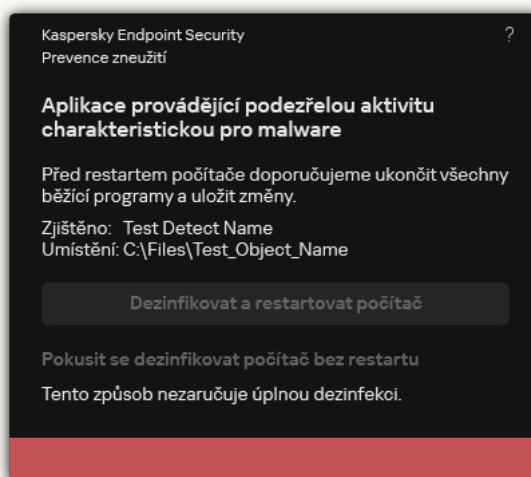 Kaspersky Endpoint Security
?
Prevence zneužití
Aplikace provádějící podezřelou aktivitu
charakteristickou pro malware
Před restartem počítače doporučujeme ukončit všechny
běžící programy a uložit změny.
Zjištěno: Test Detect Name
Umístění: C:\Files\Test_Object_Name
Dezinfikovat a restartovat počítač
Pokusit se dezinfikovat počítač bez restartu
Tento způsob nezaručuje úplnou dezinfekci.